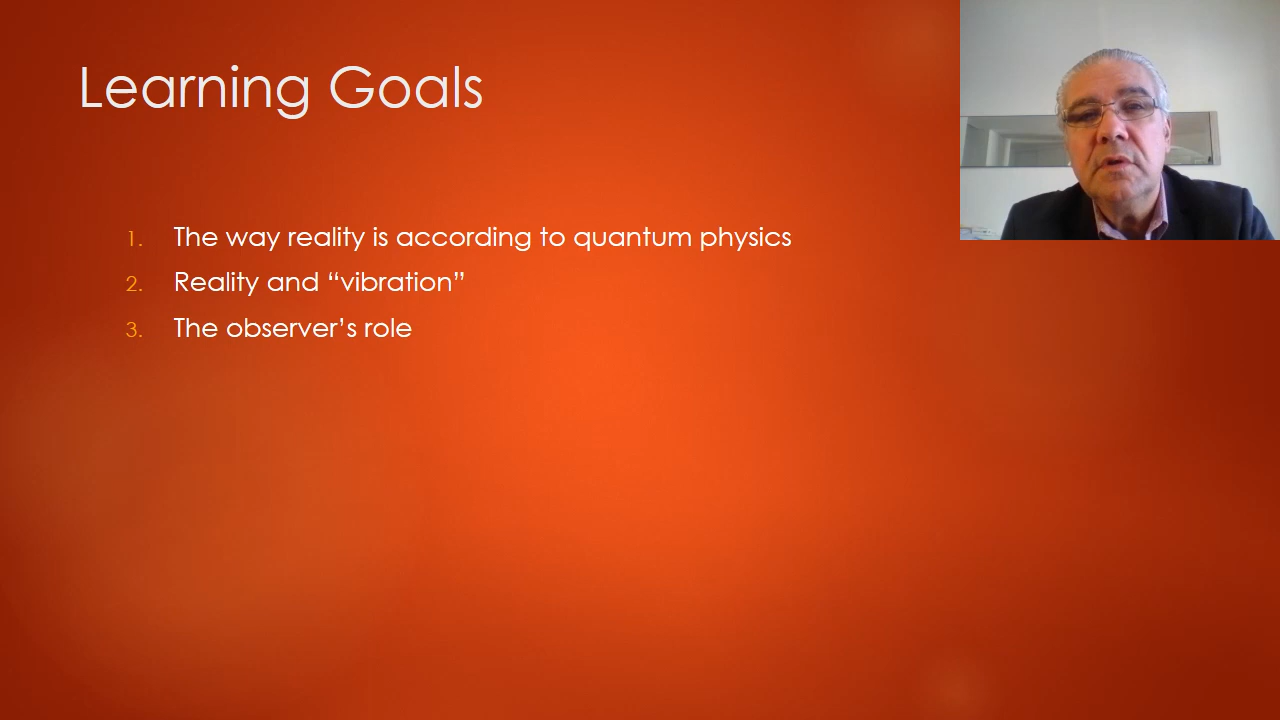 Learning Goals
1. The way reality is according to quantum physics
2. Reality and “vibration”
3. The observer’s role